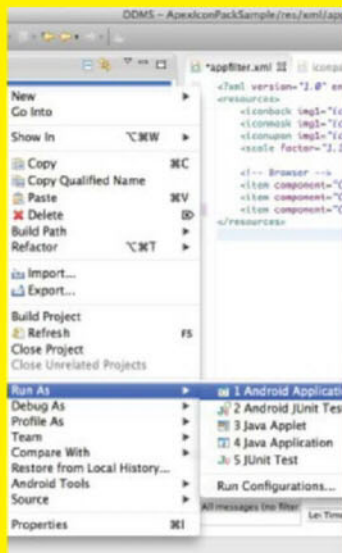 DDMS - ApexIconPackSample/res/xml/app
*appfilter.xml iconpa
<?xml version="1.0" en
<resources>
<iconback img1="ic
<iconmask img1="ic
<iconupon img1="ic
<scale factor="1.
<!-- Browser -->
<item component="C
<item component="C
<item component="C
</resources>
New
Go Into
Show In ⌥⌘W
Copy ⌘C
Copy Qualified Name
Paste ⌘V
Delete
Build Path
Refactor ⌥⌘T
Import...
Export...
Build Project
Refresh F5
Close Project
Close Unrelated Projects
Run As
Debug As
Profile As
Team
Compare With
Restore from Local History...
Android Tools
Source
Properties ⌘I
1 Android Applicati
2 Android JUnit Tes
3 Java Applet
4 Java Application
5 JUnit Test
Run Configurations...
All messages (no filter
Le Time